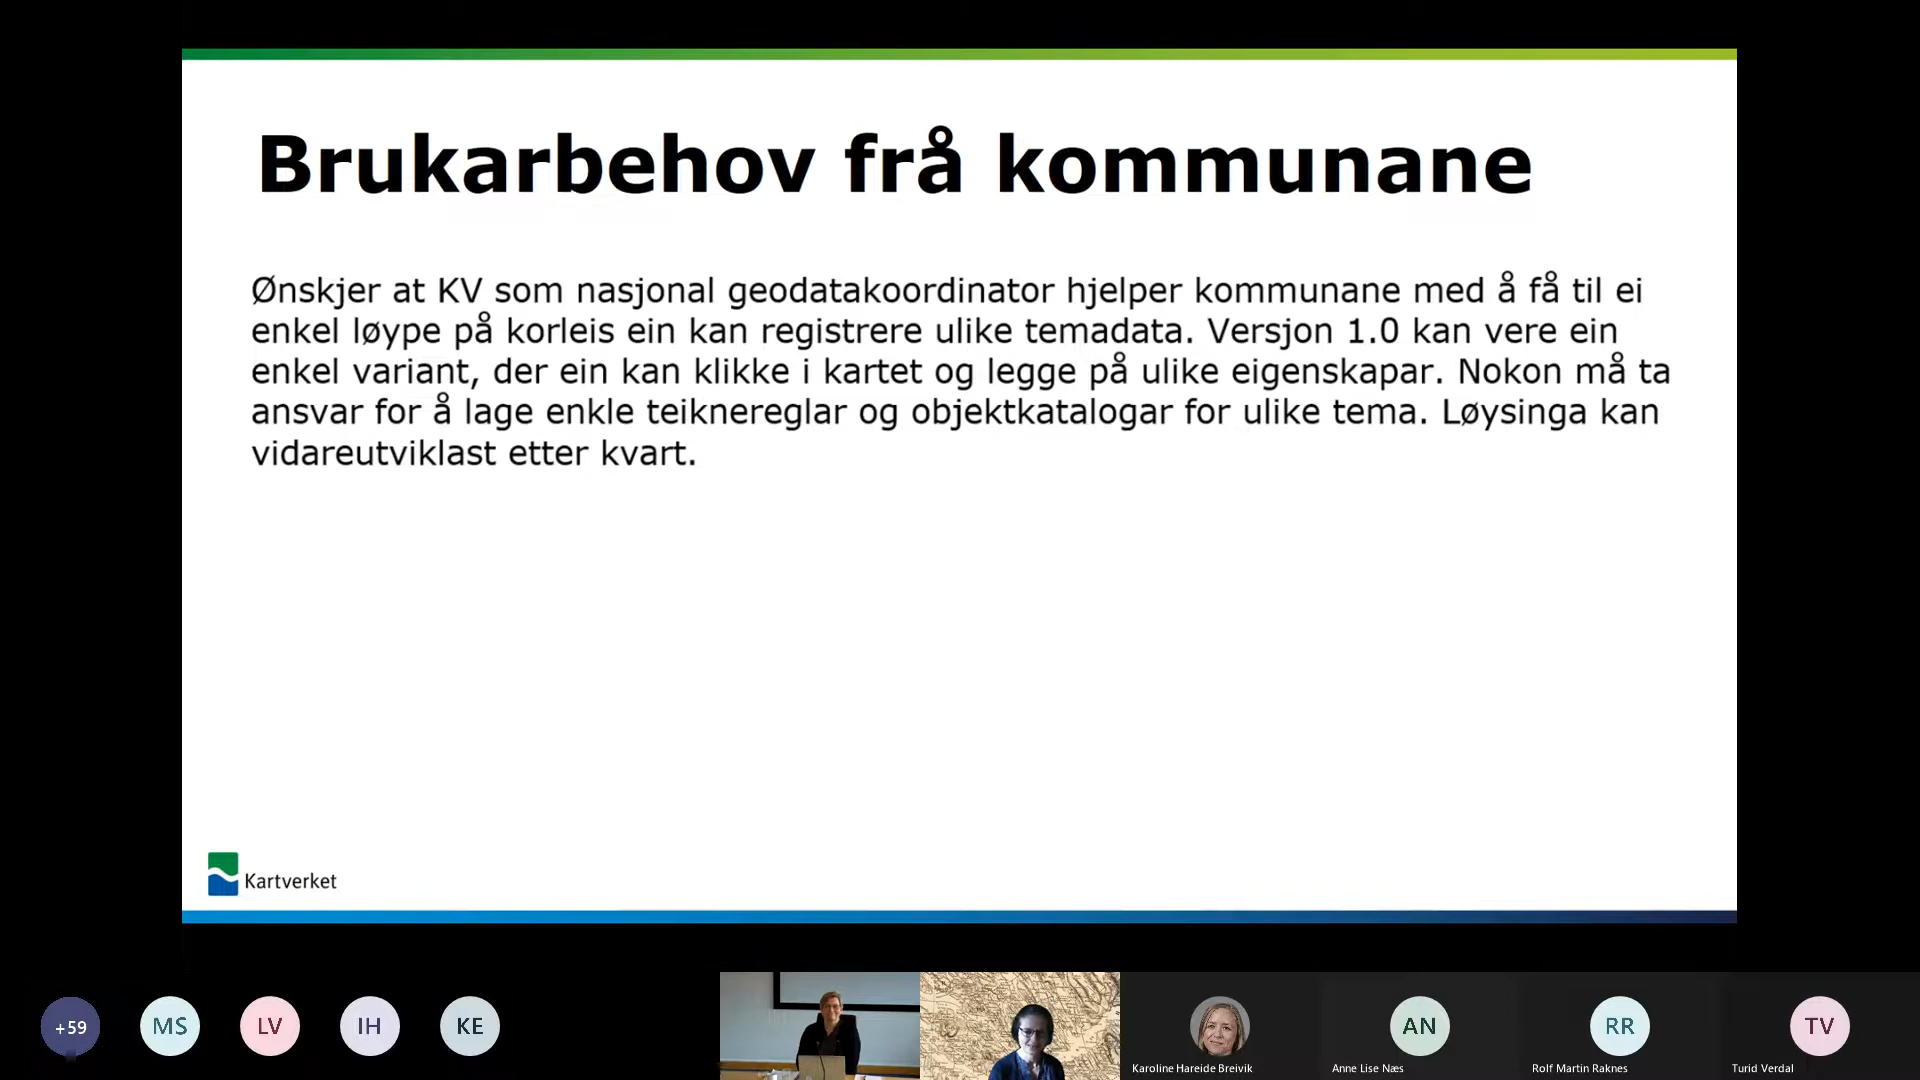 Brukarbehov frå kommunane
Ønskjer at KV som nasjonal geodatakoordinator hjelper kommunane med å få til ei
enkel løype på korleis ein kan registrere ulike temadata. Versjon 1.0 kan vere ein
enkel variant, der ein kan klikke i kartet og legge på ulike eigenskapar. Nokon må ta
ansvar for å lage enkle teiknereglar og objektkatalogar for ulike tema. Løysinga kan
vidareutviklast etter kvart.
Kartverket
+59
MS
LV
IH
KE
AN
RR
TV
Karoline Hareide Breivik
Anne Lise Næs
Rolf Martin Raknes
Turid Verdal